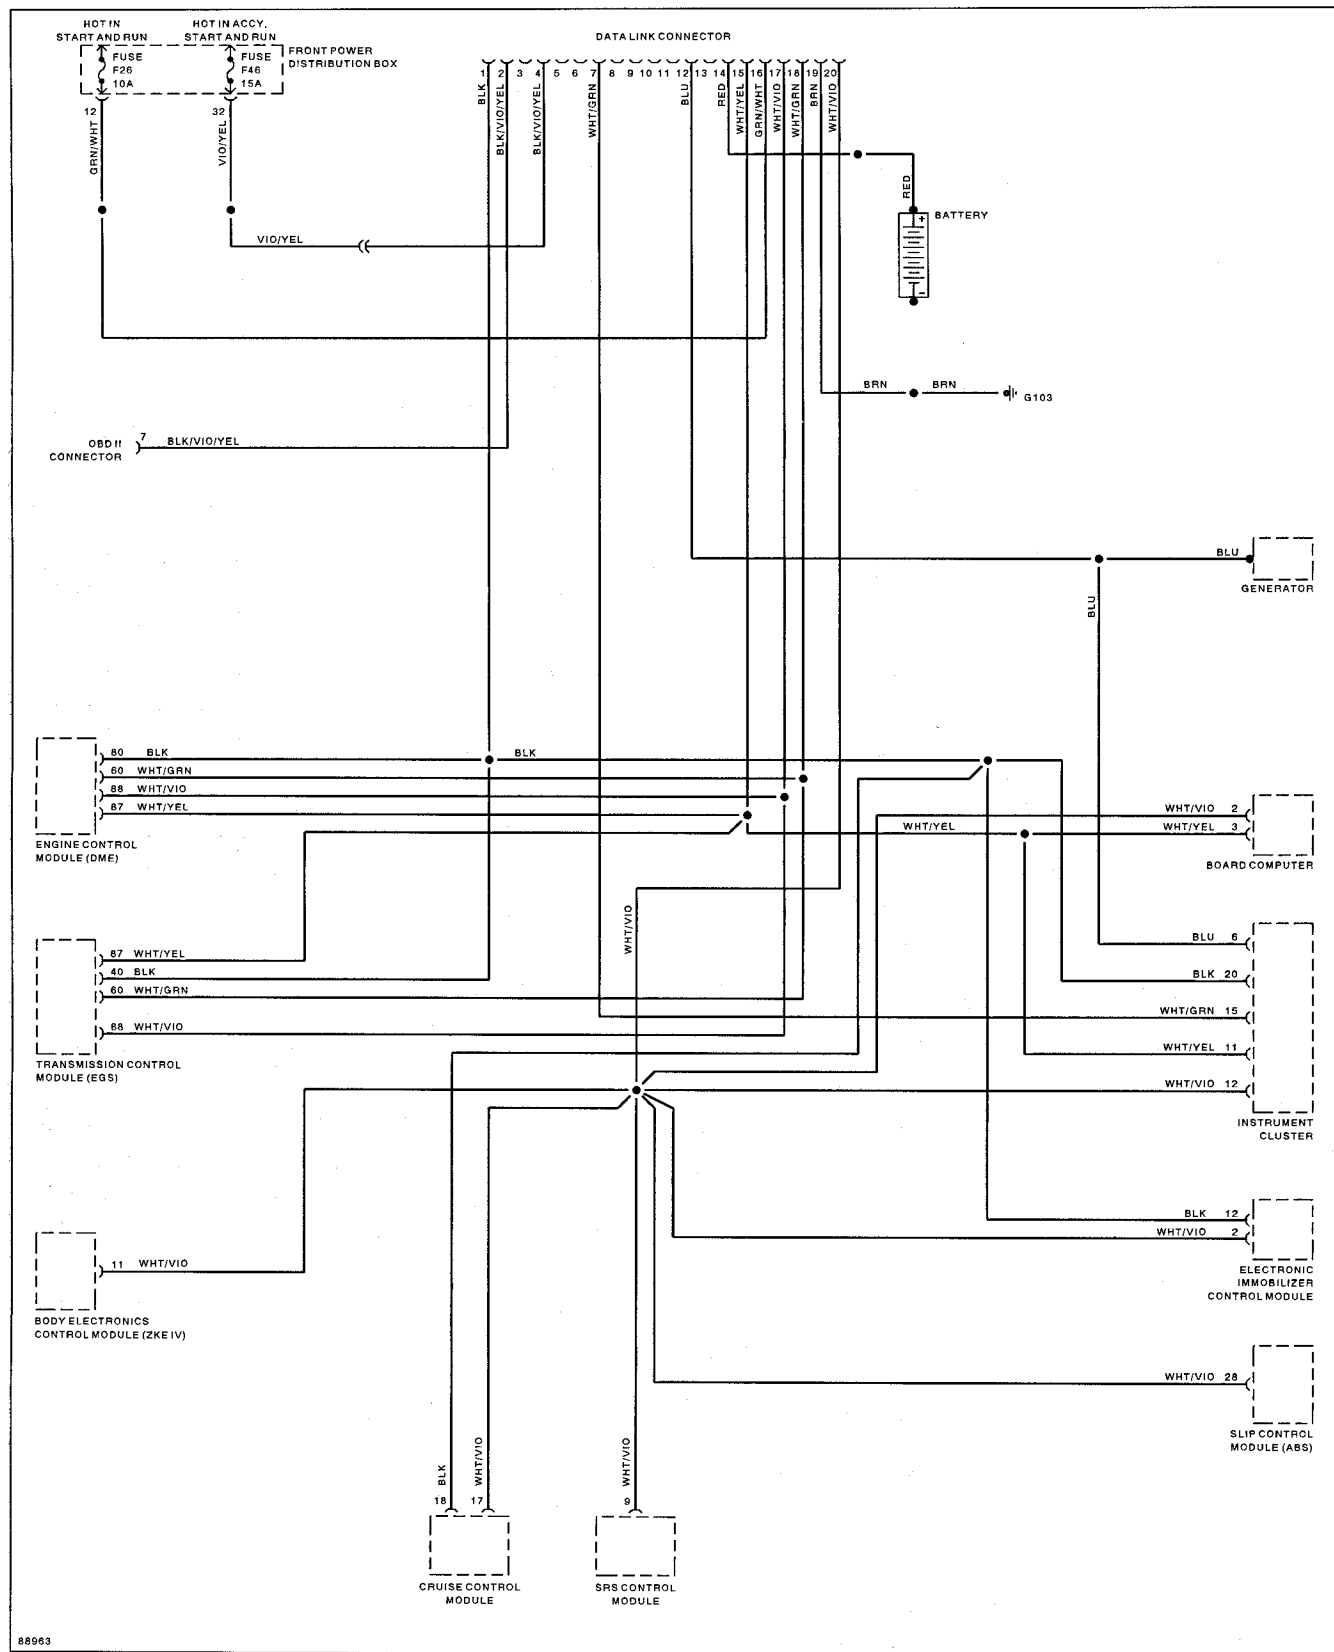 HOT IN
START AND RUN
HOT IN ACCY,
START AND RUN
FUSE
F26
10A
FUSE
F46
15A
FRONT POWER
DISTRIBUTION BOX
12
GRN/WHT
32
VIO/YEL
VIO/YEL
DATA LINK CONNECTOR
1 2 3 4 5 6 7 8 9 10 11 12 13 14 15 16 17 18 19 20
BLK
BLK/VIO/YEL
BLK/VIO/YEL
WHT/GRN
BLU
RED
WHT/YEL
GRN/WHT
WHT/VIO
WHT/GRN
BRN
WHT/VIO
RED
+
BATTERY
-
BRN
BRN
G103
OBD II
CONNECTOR
7
BLK/VIO/YEL
BLU
GENERATOR
BLU
80 BLK
BLK
60 WHT/GRN
88 WHT/VIO
87 WHT/YEL
ENGINE CONTROL
MODULE (DME)
WHT/YEL
WHT/VIO 2
WHT/YEL 3
BOARD COMPUTER
WHT/VIO
87 WHT/YEL
40 BLK
60 WHT/GRN
88 WHT/VIO
TRANSMISSION CONTROL
MODULE (EGS)
BLU 6
BLK 20
WHT/GRN 15
WHT/YEL 11
WHT/VIO 12
INSTRUMENT
CLUSTER
11 WHT/VIO
BODY ELECTRONICS
CONTROL MODULE (ZKE IV)
BLK 12
WHT/VIO 2
ELECTRONIC
IMMOBILIZER
CONTROL MODULE
WHT/VIO 28
SLIP CONTROL
MODULE (ABS)
BLK
WHT/VIO
WHT/VIO
18 17
9
CRUISE CONTROL
MODULE
SRS CONTROL
MODULE
88963